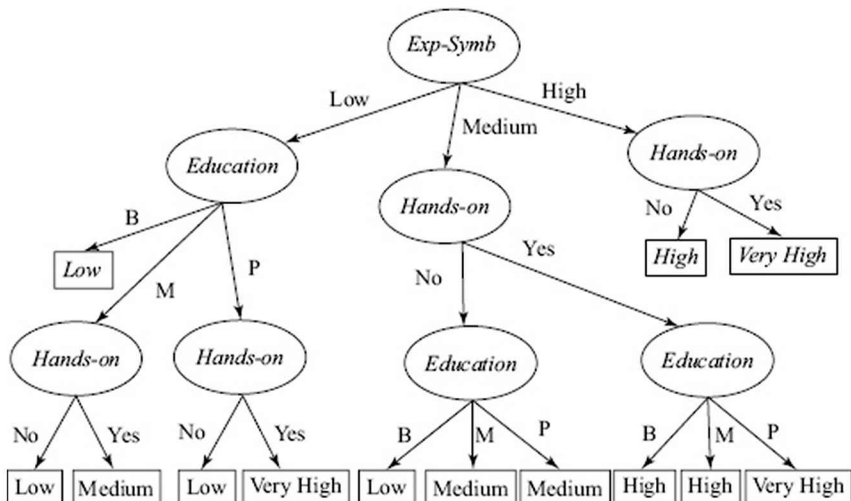 Exp-Symb
Low
Medium
High
Education
Hands-on
Hands-on
B
M
P
No
Yes
No
Yes
Low
High
Very High
Hands-on
Hands-on
Education
Education
No
Yes
No
Yes
B
M
P
B
M
P
Low
Medium
Low
Very High
Low
Medium
Medium
High
High
Very High